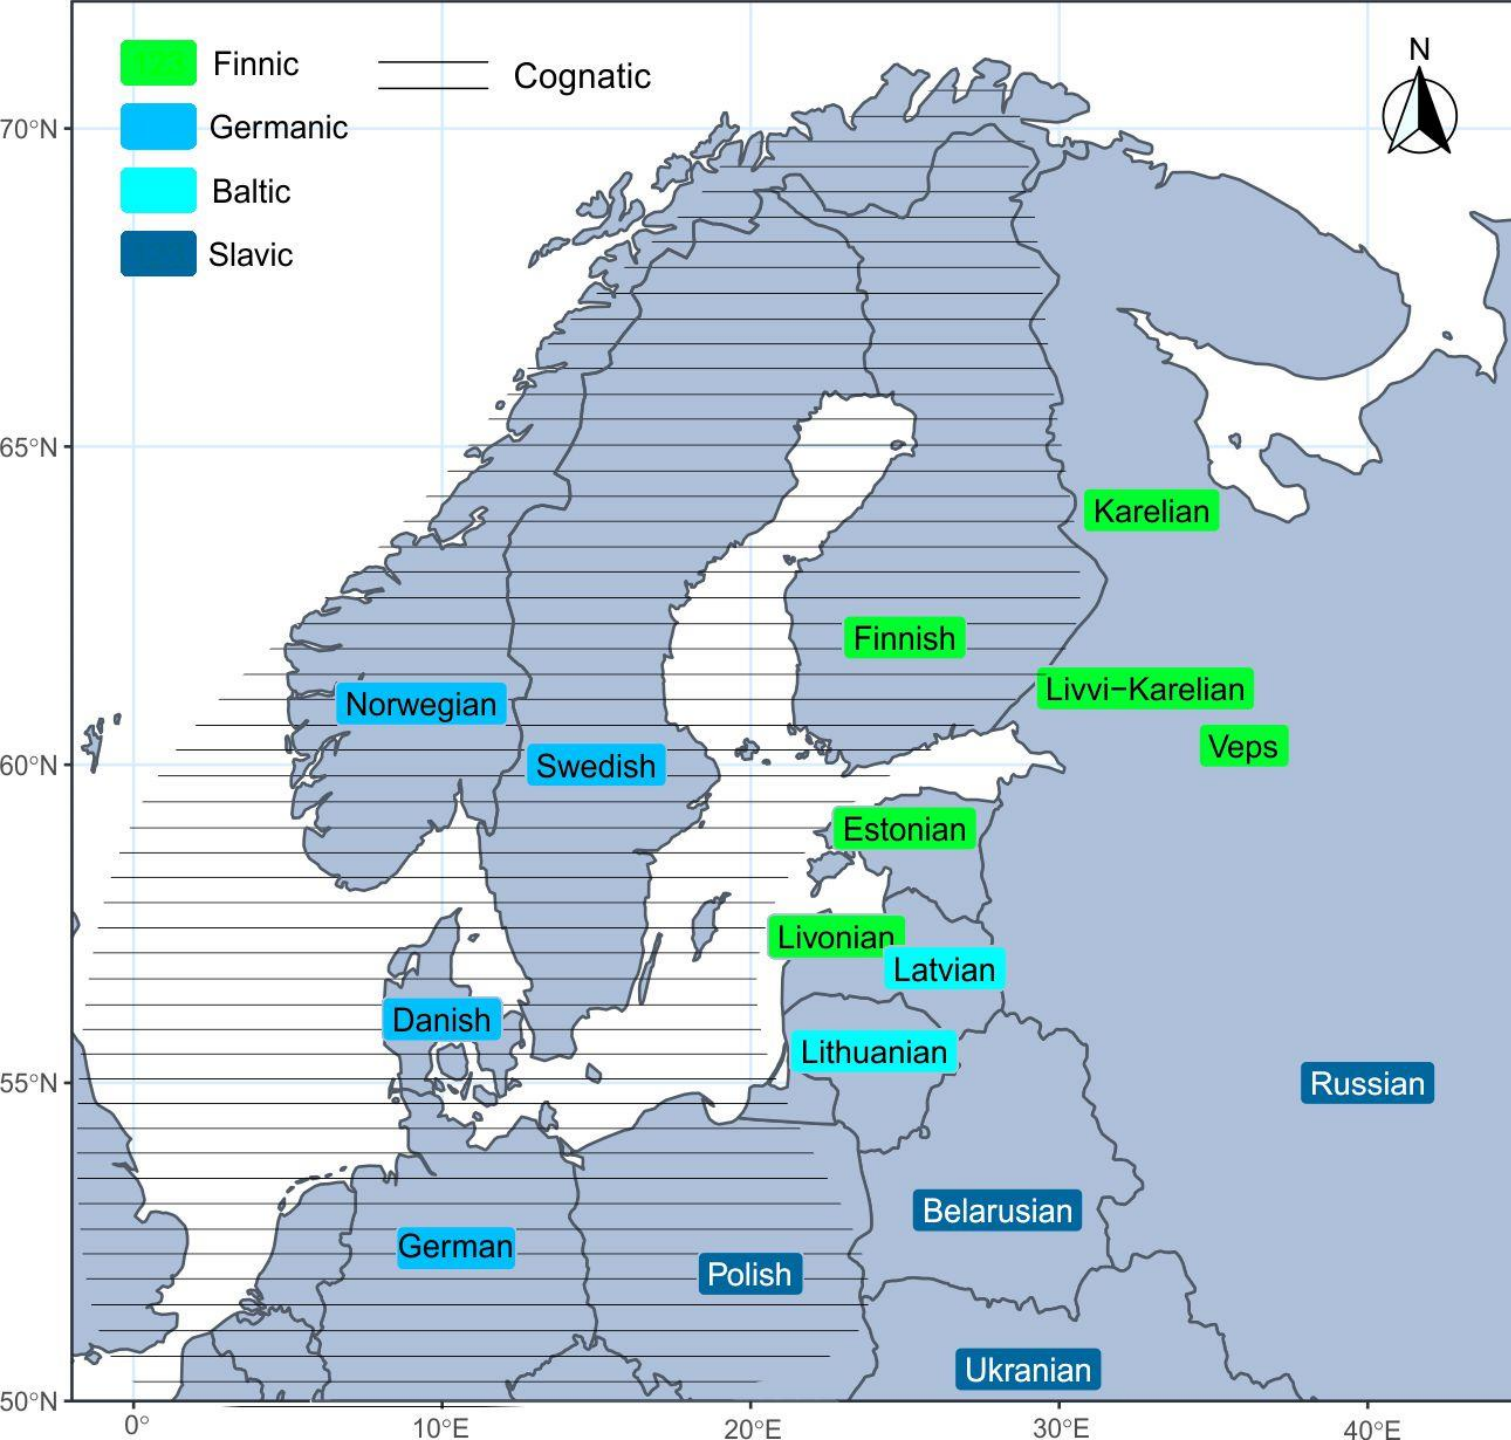 Finnic
Cognatic
N
Germanic
70°N
Baltic
Slavic
65°N
Karelian
Finnish
Livvi−Karelian
Norwegian
Veps
60°N
Swedish
Estonian
Livonian
Latvian
Danish
Lithuanian
55°N
Russian
Belarusian
German
Polish
Ukranian
50°N
0°
10°E
20°E
30°E
40°E